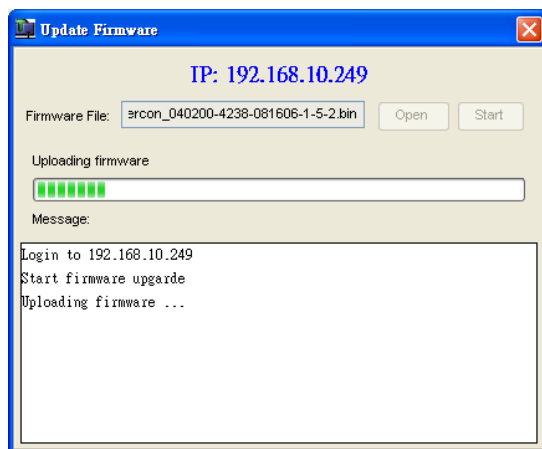 Update Firmware
IP: 192.168.10.249
Firmware File: ercon_040200-4238-081606-1-5-2.bin Open Start
Uploading firmware
Message:
Login to 192.168.10.249
Start firmware upgarde
Uploading firmware ...